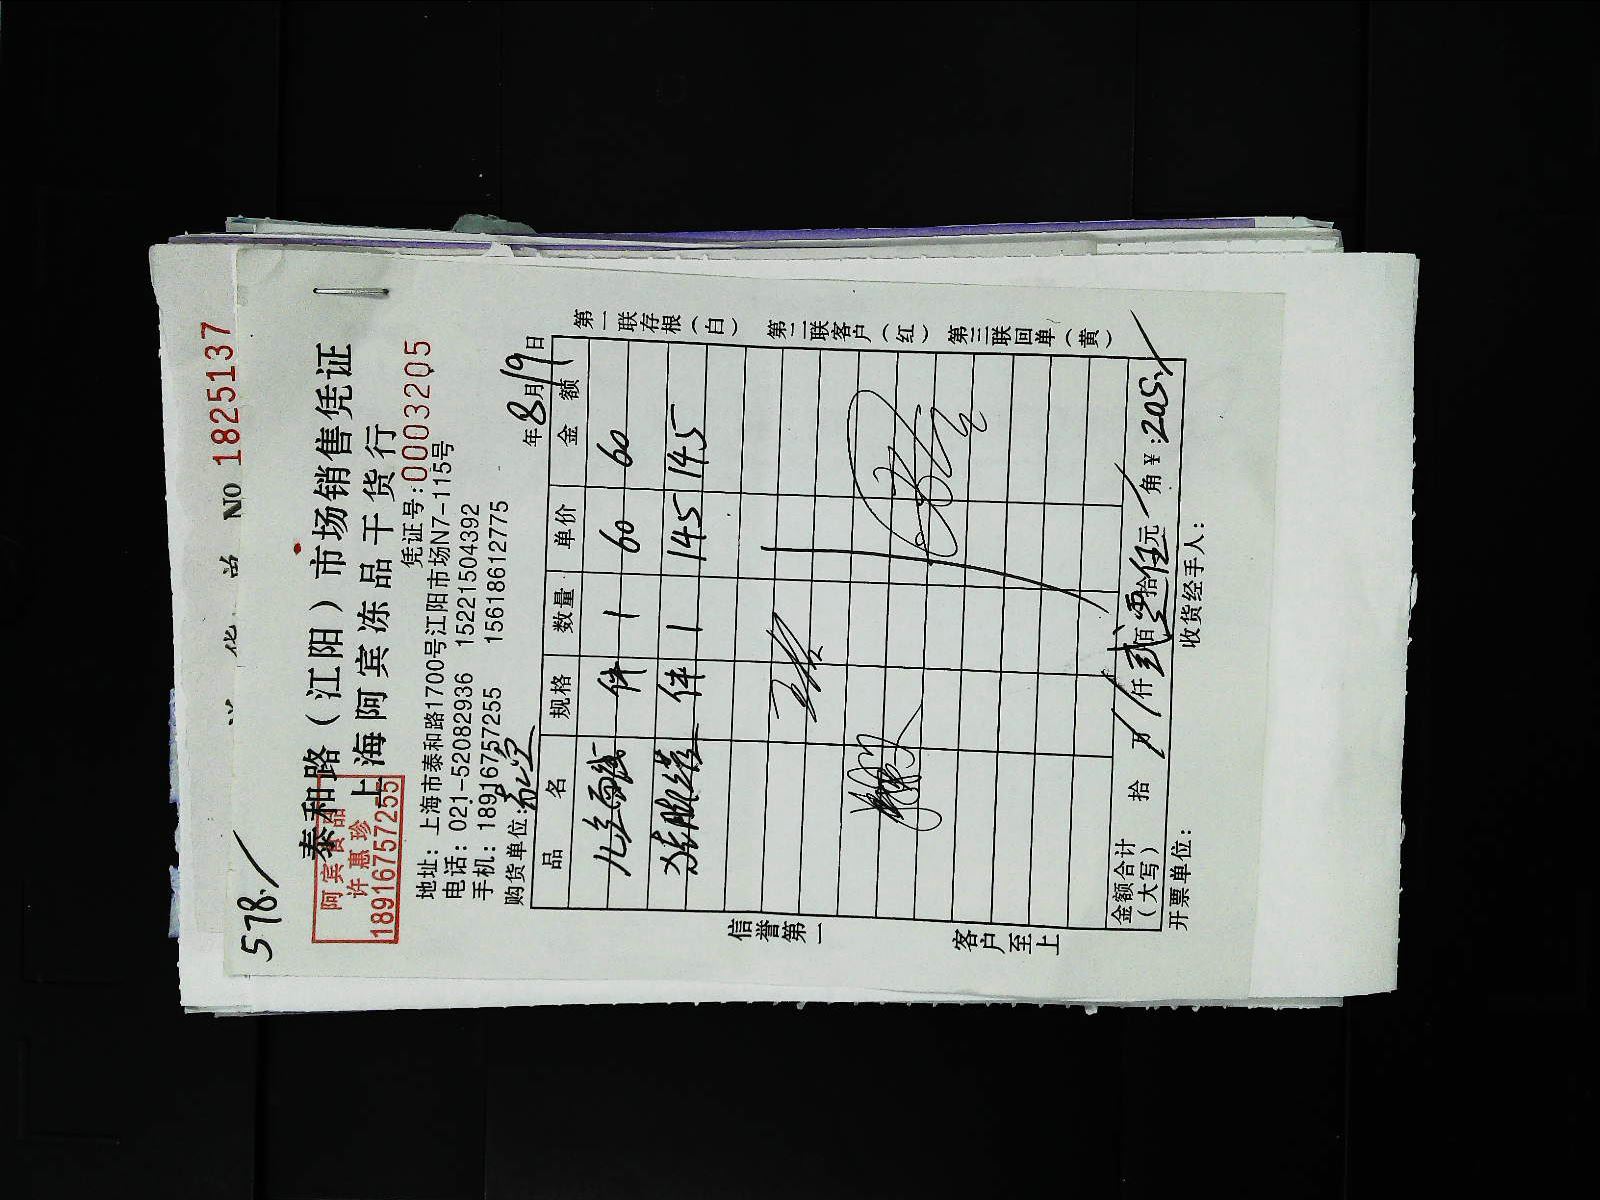 NO 1825137
578.
泰和路（江阳）市场销售凭证
上海阿宾冻品干货行
阿宾食品
许惠珍
18916757255
凭证号:0003205
地址：上海市泰和路1700号江阳市场N7-115号
电话：021-52082936 15221504392
手机：18916757255 15618612775
购货单位: 年8月19日
品名 规格 数量 单价 金额
件 1 60 60
件 1 145 145
第一联存根（白）
第二联客户（红）
第三联回单（黄）
信誉第一
客户至上
金额合计（大写） 拾 万 仟 贰佰零拾伍元 角 ¥:205.
开票单位： 收货经手人：